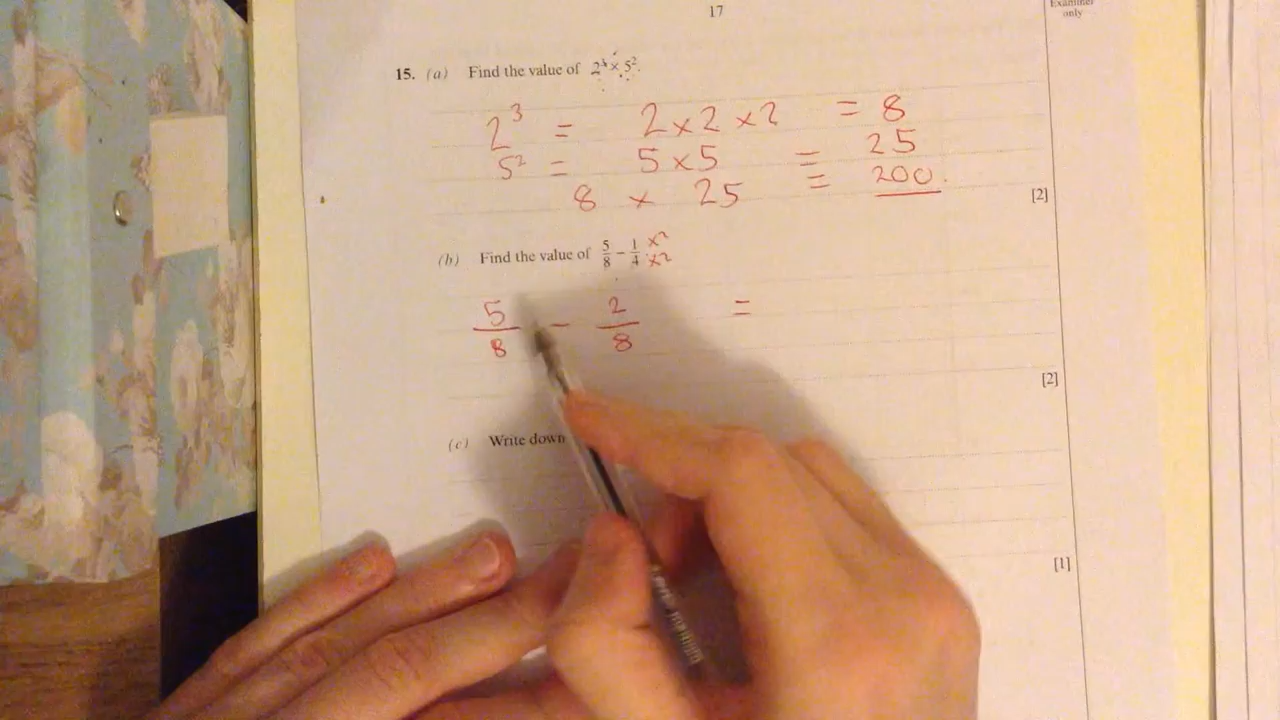 17
Examiner only
15. (a) Find the value of 2³ × 5².
2³ = 2 × 2 × 2 = 8
5² = 5 × 5 = 25
8 × 25 = 200.
[2]
(b) Find the value of 5/8 − 1/4. ×2 ×2
5/8 − 2/8 =
[2]
(c) Write down
[1]